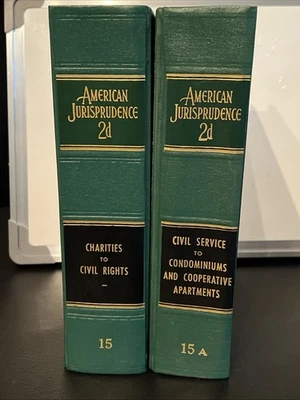 AMERICAN
JURISPRUDENCE
2d
CHARITIES
TO
CIVIL RIGHTS
–
15
AMERICAN
JURISPRUDENCE
2d
CIVIL SERVICE
TO
CONDOMINIUMS
AND COOPERATIVE
APARTMENTS
15 A